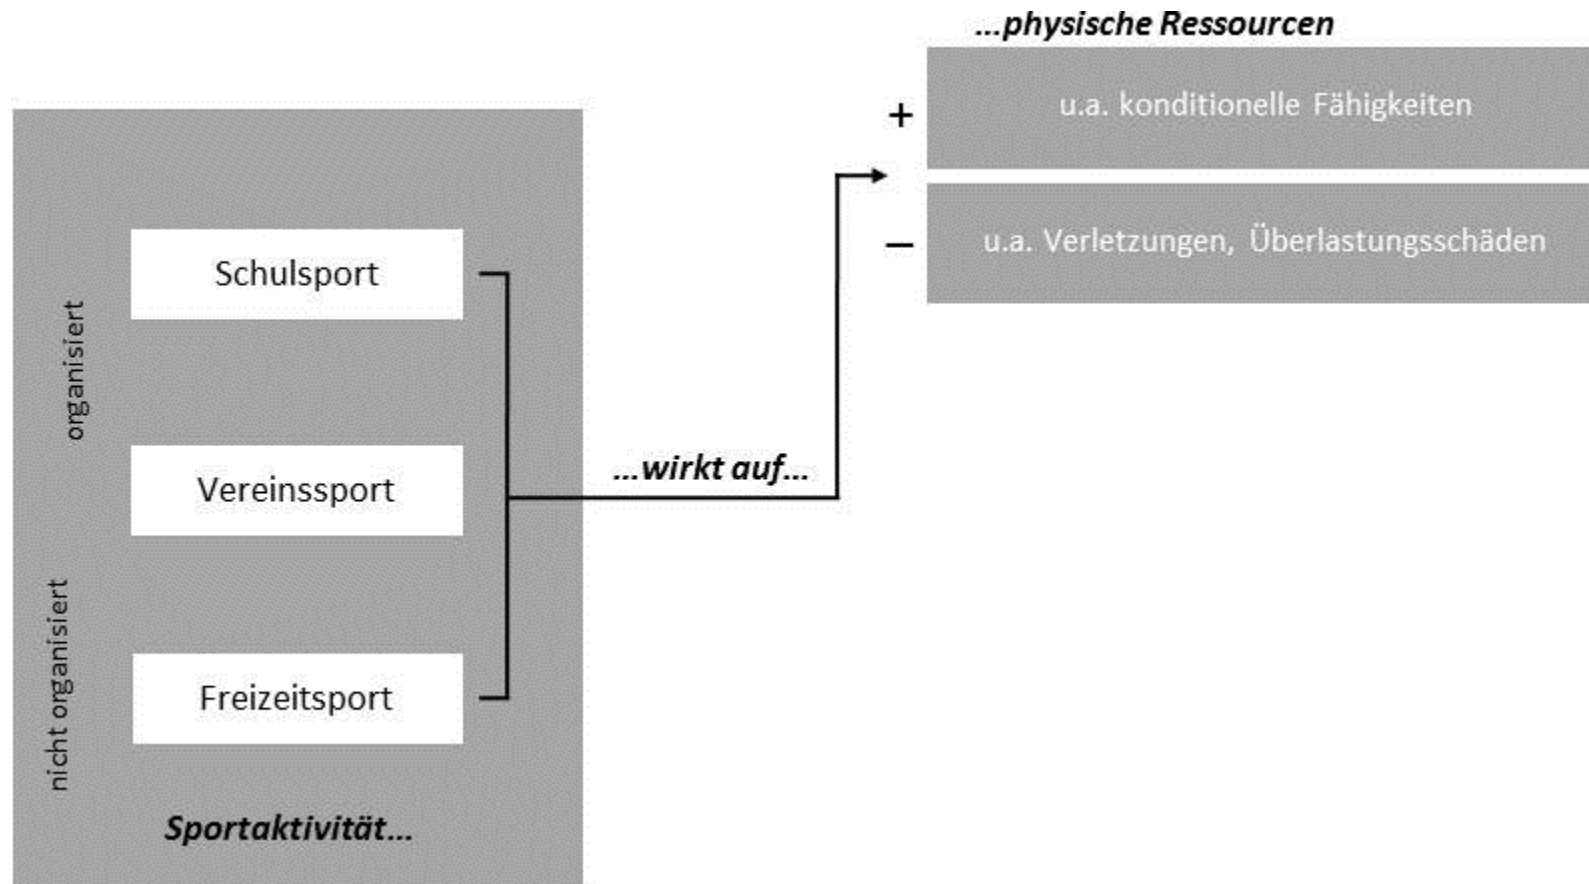 ...physische Ressourcen
+
u.a. konditionelle Fähigkeiten
–
u.a. Verletzungen, Überlastungsschäden
organisiert
Schulsport
Vereinssport
...wirkt auf...
nicht organisiert
Freizeitsport
Sportaktivität...